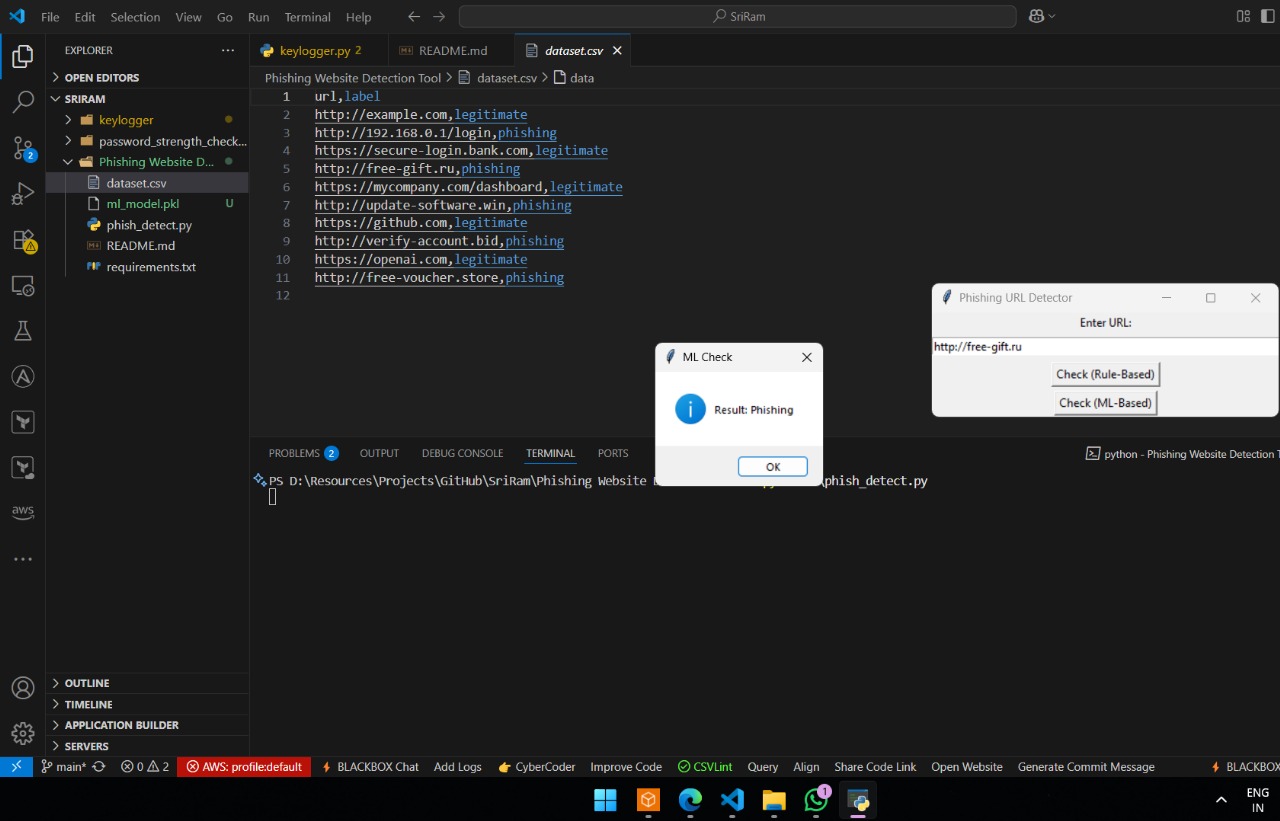 File Edit Selection View Go Run Terminal Help
SriRam
EXPLORER
OPEN EDITORS
SRIRAM
keylogger
password_strength_check...
Phishing Website D...
dataset.csv
ml_model.pkl U
phish_detect.py
README.md
requirements.txt
OUTLINE
TIMELINE
APPLICATION BUILDER
SERVERS
2
aws
keylogger.py 2
README.md
dataset.csv
Phishing Website Detection Tool > dataset.csv > data
1 url,label
2 http://example.com,legitimate
3 http://192.168.0.1/login,phishing
4 https://secure-login.bank.com,legitimate
5 http://free-gift.ru,phishing
6 https://mycompany.com/dashboard,legitimate
7 http://update-software.win,phishing
8 https://github.com,legitimate
9 http://verify-account.bid,phishing
10 https://openai.com,legitimate
11 http://free-voucher.store,phishing
12
Phishing URL Detector
Enter URL:
http://free-gift.ru
Check (Rule-Based)
Check (ML-Based)
ML Check
Result: Phishing
OK
PROBLEMS 2 OUTPUT DEBUG CONSOLE TERMINAL PORTS
python - Phishing Website Detection T
PS D:\Resources\Projects\GitHub\SriRam\Phishing Website \phish_detect.py
main* 0 2 AWS: profile:default BLACKBOX Chat Add Logs CyberCoder Improve Code CSVLint Query Align Share Code Link Open Website Generate Commit Message BLACKBOX
1
ENG
IN